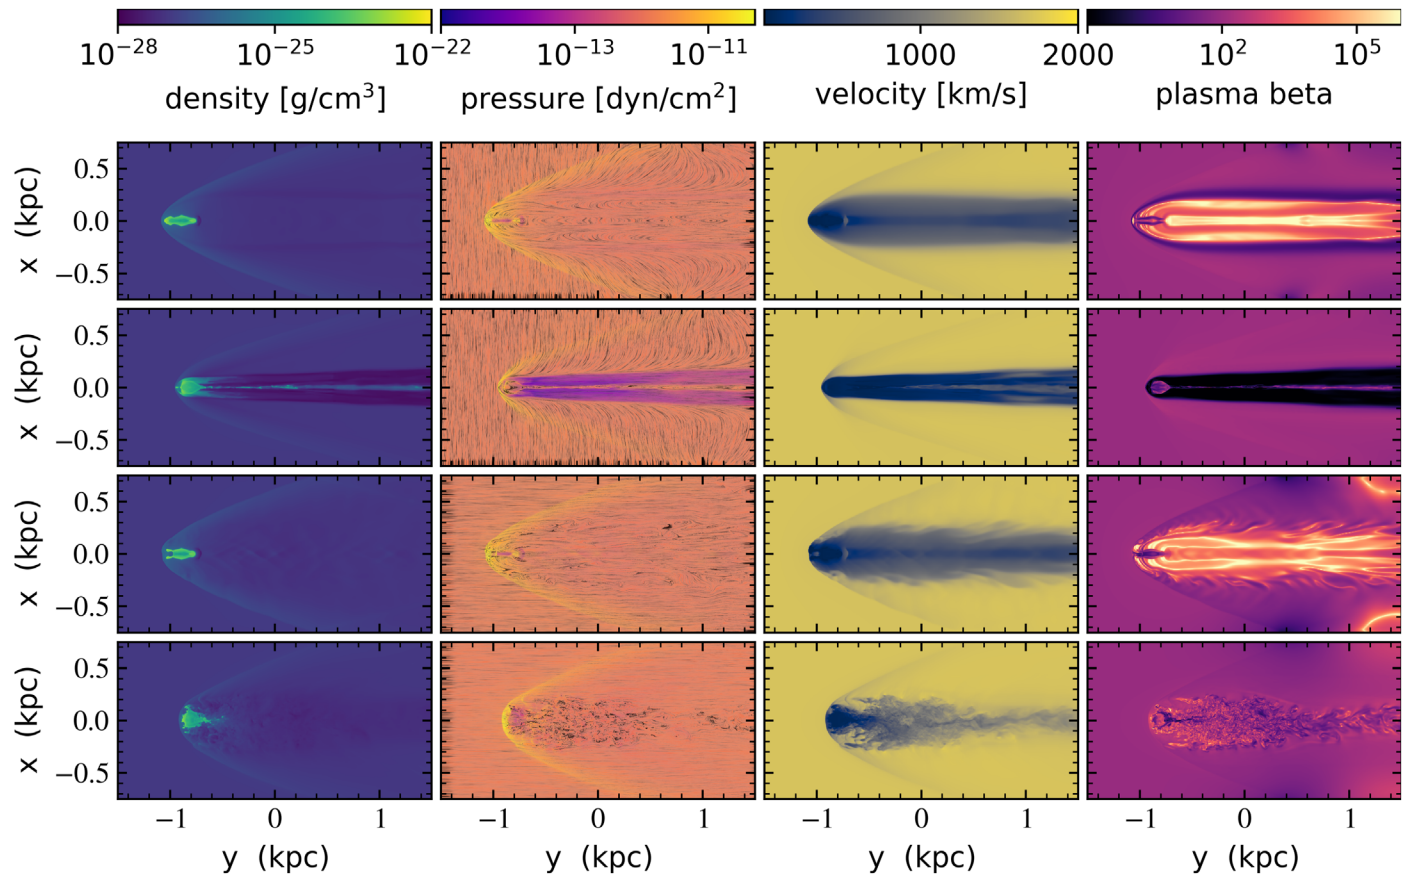 10−28 10−25 10−22 10−13 10−11 1000 2000 10² 10⁵
density [g/cm³] pressure [dyn/cm²] velocity [km/s] plasma beta
x (kpc) 0.5 0.0 −0.5
x (kpc) 0.5 0.0 −0.5
x (kpc) 0.5 0.0 −0.5
x (kpc) 0.5 0.0 −0.5
−1 0 1 −1 0 1 −1 0 1 −1 0 1
y (kpc) y (kpc) y (kpc) y (kpc)